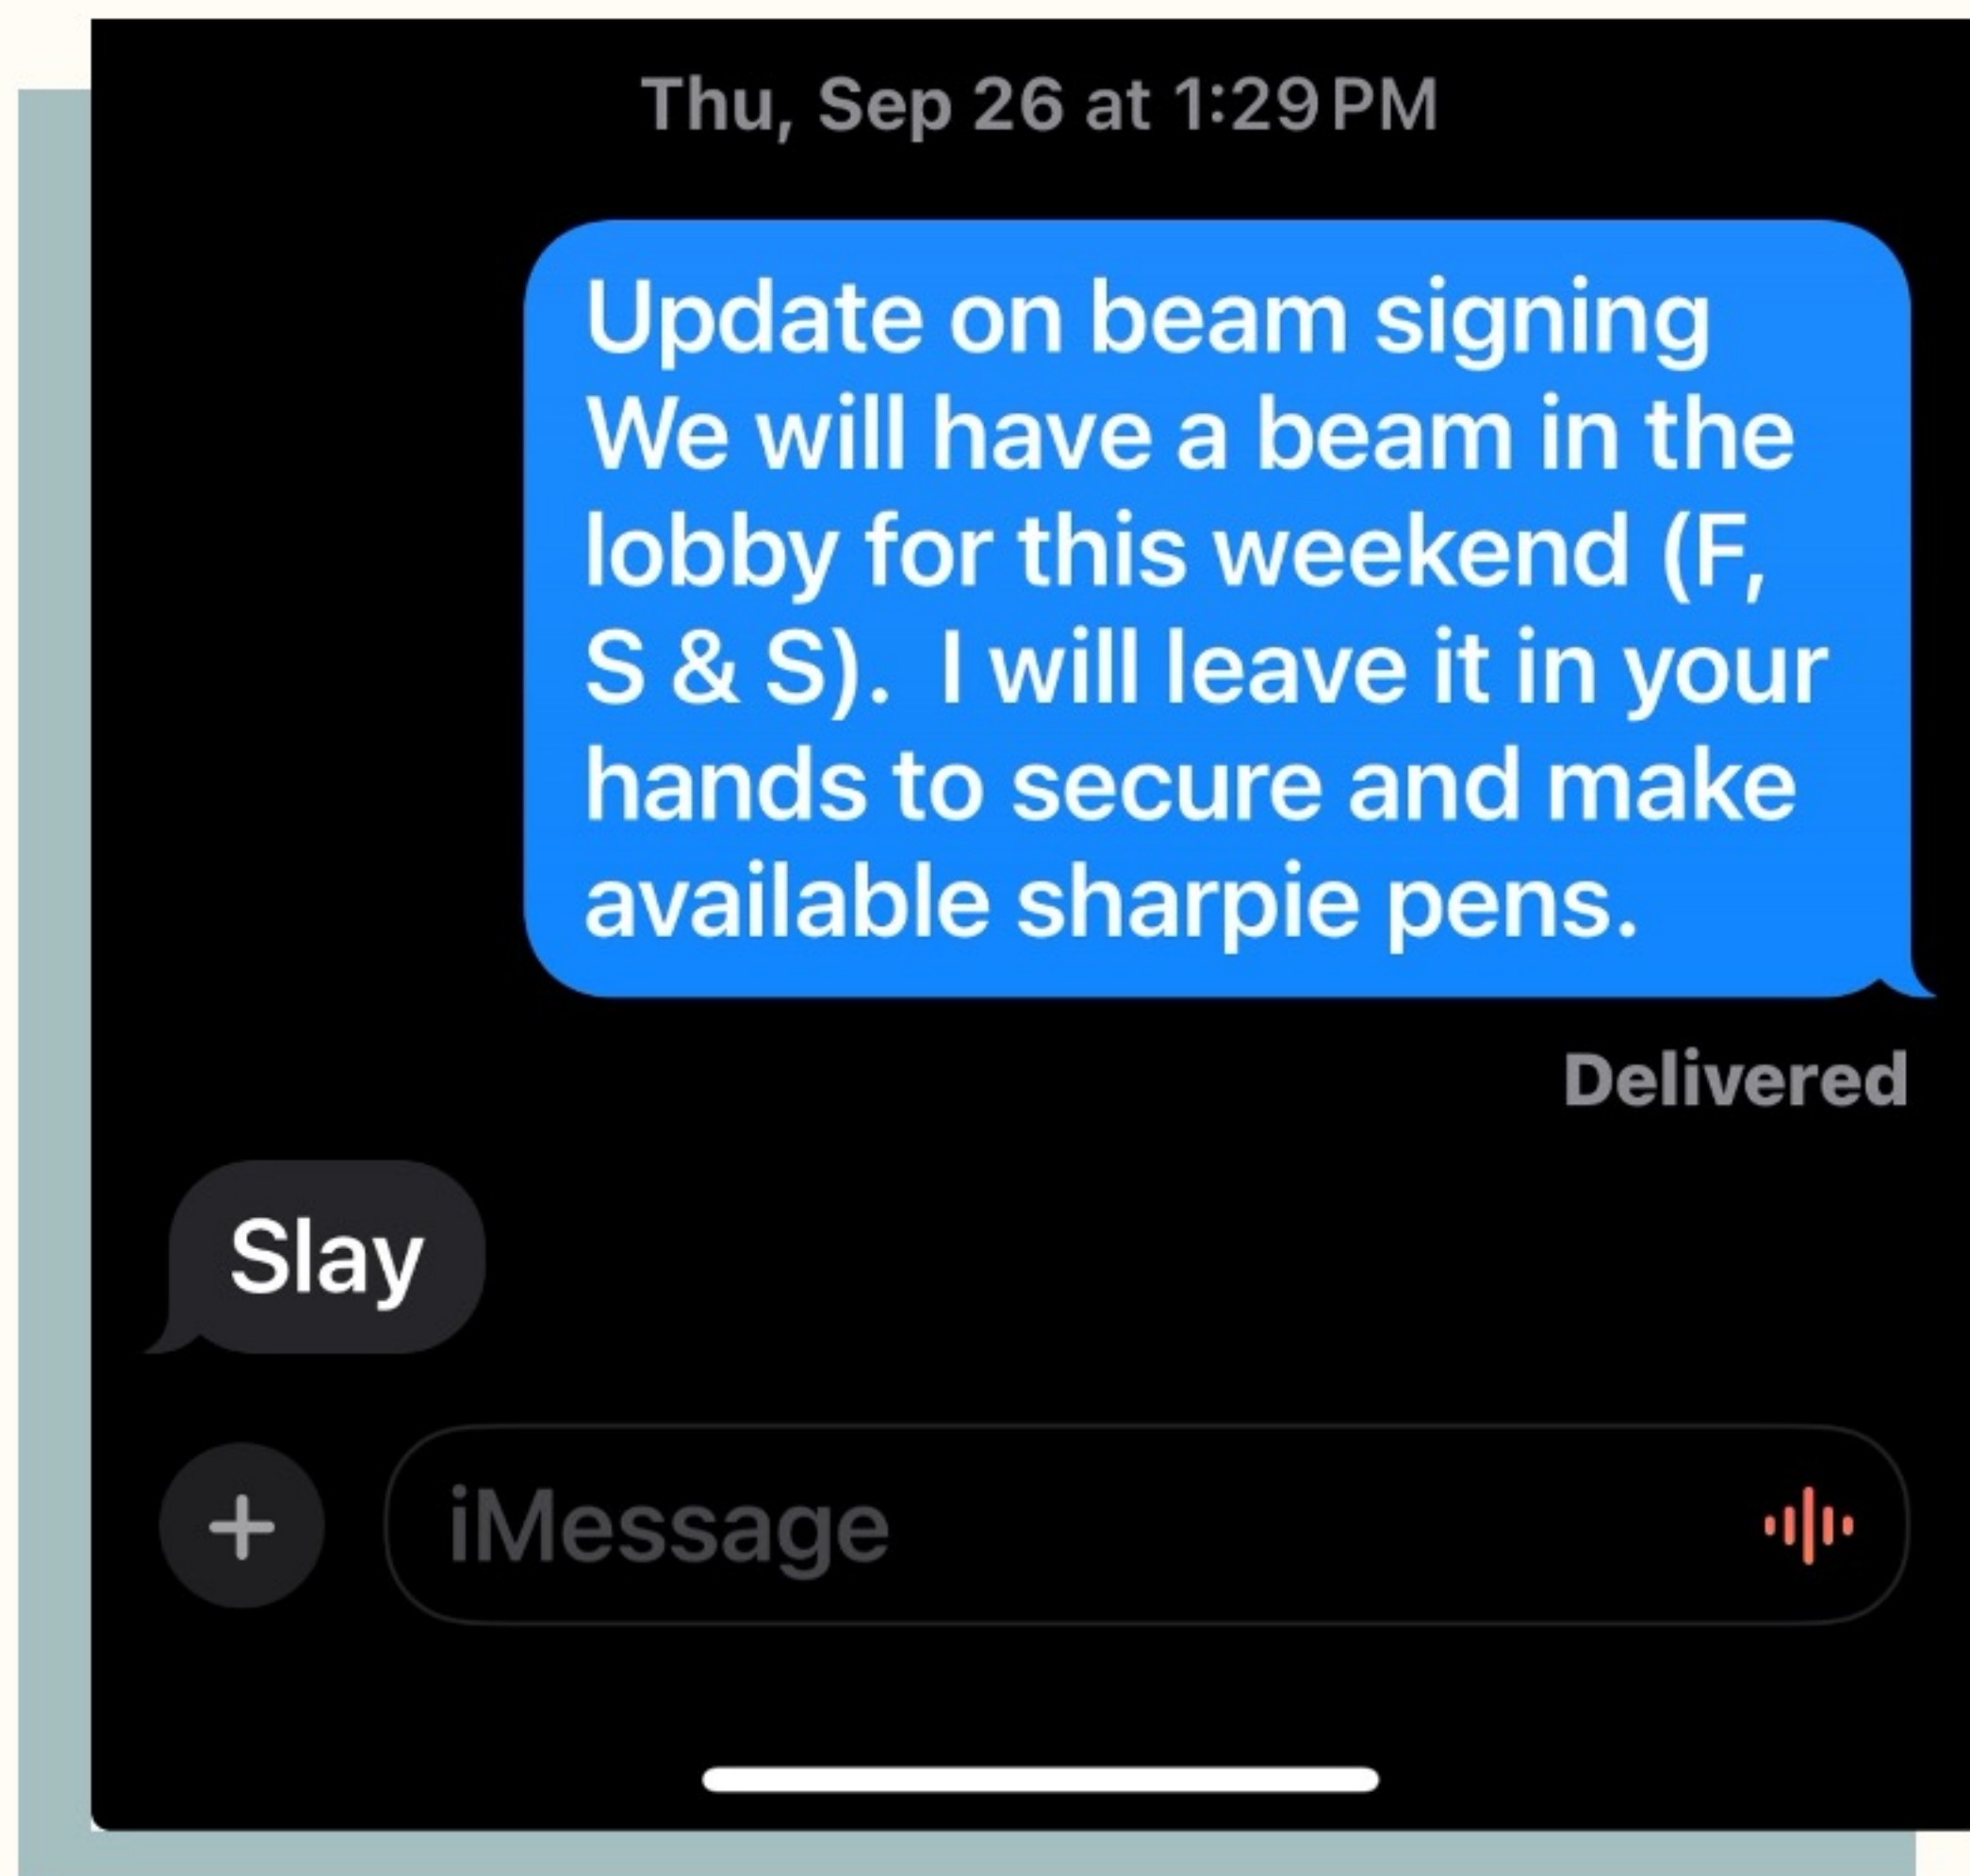 Thu, Sep 26 at 1:29 PM
Update on beam signing
We will have a beam in the
lobby for this weekend (F,
S & S).  I will leave it in your
hands to secure and make
available sharpie pens.
Delivered
Slay
iMessage